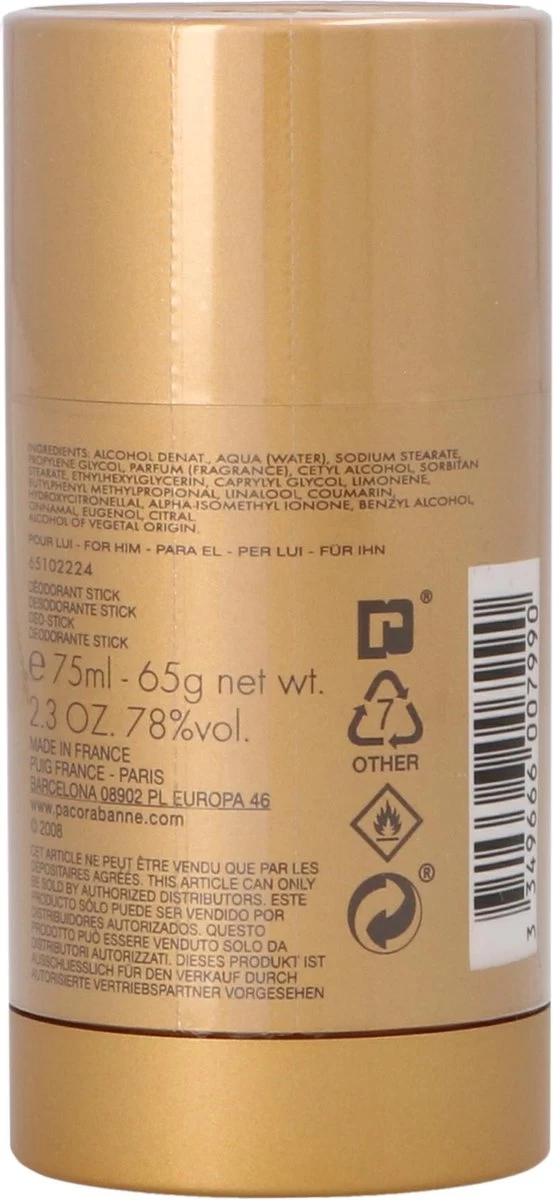 INGREDIENTS: ALCOHOL DENAT., AQUA (WATER), SODIUM STEARATE,
PROPYLENE GLYCOL, PARFUM (FRAGRANCE), CETYL ALCOHOL, SORBITAN
STEARATE, ETHYLHEXYLGLYCERIN, CAPRYLYL GLYCOL, LIMONENE,
BUTYLPHENYL METHYLPROPIONAL, LINALOOL, COUMARIN,
HYDROXYCITRONELLAL, ALPHA-ISOMETHYL IONONE, BENZYL ALCOHOL,
CINNAMAL, EUGENOL, CITRAL.
ALCOHOL OF VEGETAL ORIGIN.
POUR LUI - FOR HIM - PARA EL - PER LUI - FÜR IHN
65102224
DÉODORANT STICK
DESODORANTE STICK
DEO-STICK
DEODORANTE STICK
e 75ml - 65g net wt.
2.3 OZ. 78%vol.
MADE IN FRANCE
PUIG FRANCE - PARIS
BARCELONA 08902 PL EUROPA 46
www.pacorabanne.com
© 2008
CET ARTICLE NE PEUT ÊTRE VENDU QUE PAR LES
DEPOSITAIRES AGRÉÉS. THIS ARTICLE CAN ONLY
BE SOLD BY AUTHORIZED DISTRIBUTORS. ESTE
PRODUCTO SÓLO PUEDE SER VENDIDO POR
DISTRIBUIDORES AUTORIZADOS. QUESTO
PRODOTTO PUÒ ESSERE VENDUTO SOLO DA
DISTRIBUTORI AUTORIZZATI. DIESES PRODUKT IST
AUSSCHLIESSLICH FÜR DEN VERKAUF DURCH
AUTORISIERTE VERTRIEBSPARTNER VORGESEHEN
®
7
OTHER
®
3 349666 007990